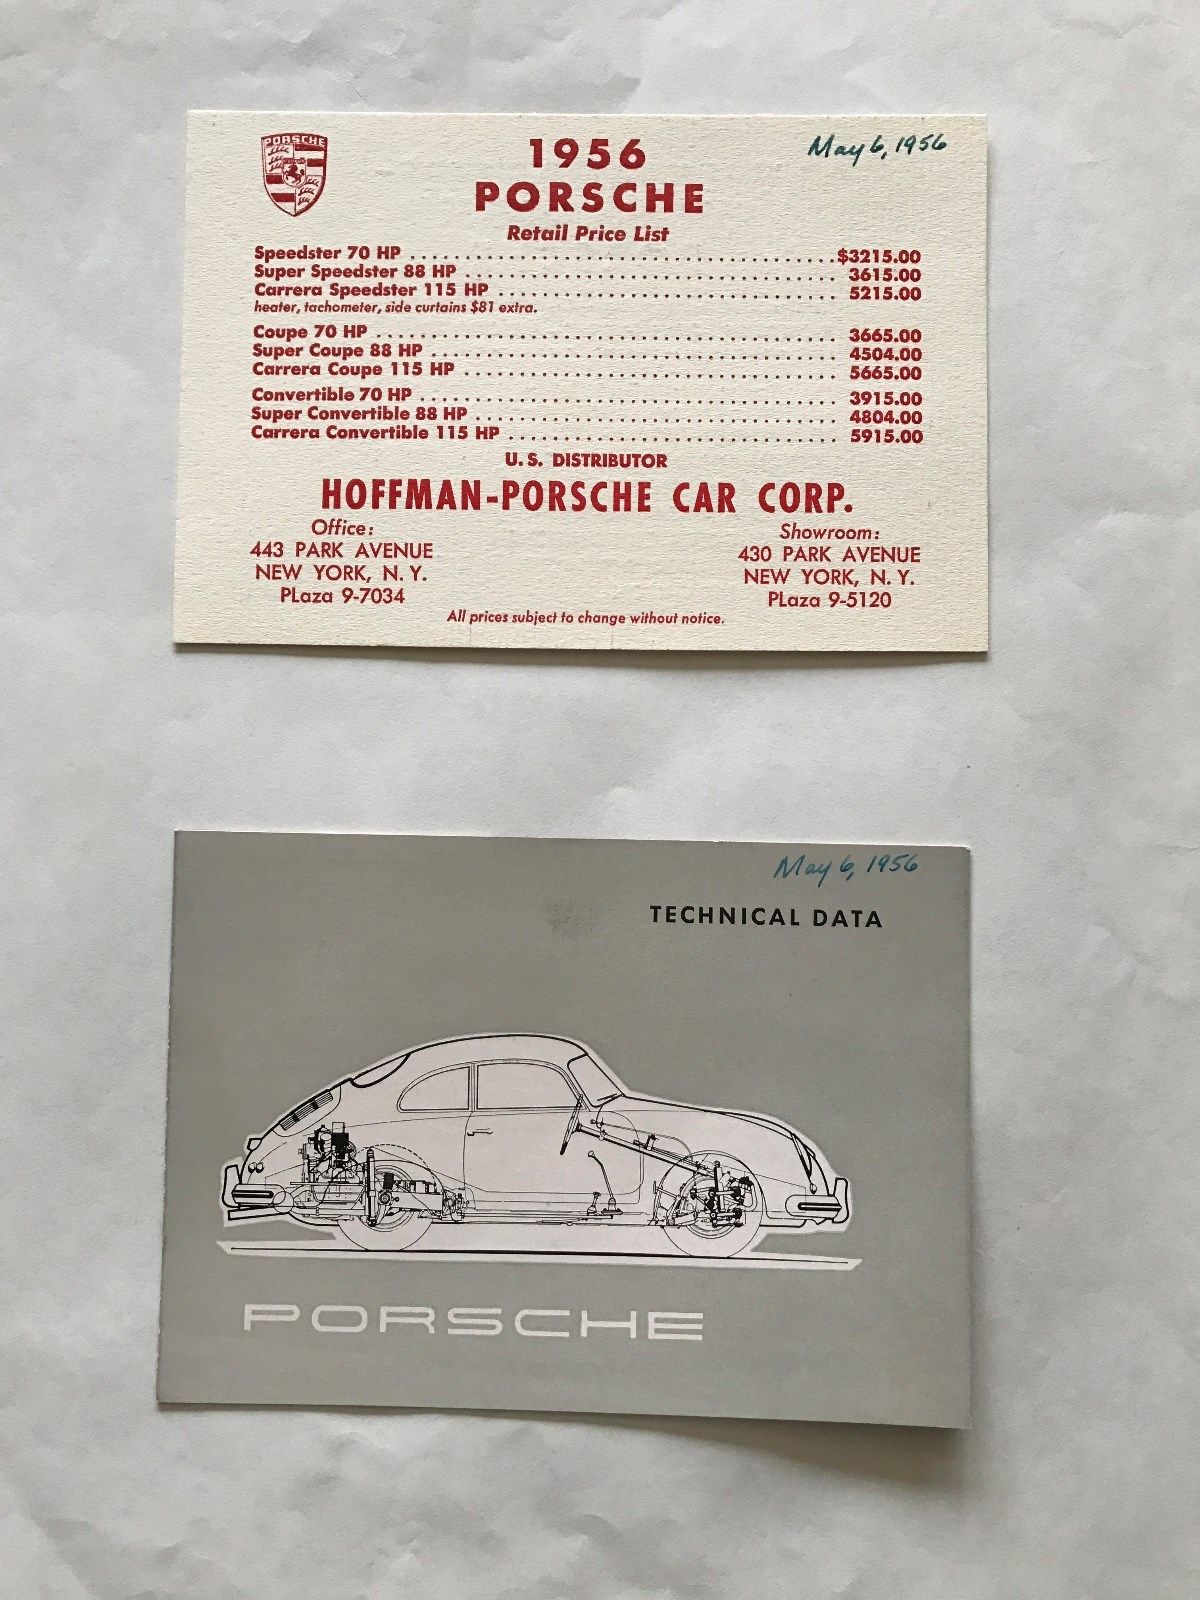 PORSCHE
1956
May 6, 1956
PORSCHE
Retail Price List
Speedster 70 HP ........................................ $3215.00
Super Speedster 88 HP ........................................ 3615.00
Carrera Speedster 115 HP ........................................ 5215.00
heater, tachometer, side curtains $81 extra.
Coupe 70 HP ........................................ 3665.00
Super Coupe 88 HP ........................................ 4504.00
Carrera Coupe 115 HP ........................................ 5665.00
Convertible 70 HP ........................................ 3915.00
Super Convertible 88 HP ........................................ 4804.00
Carrera Convertible 115 HP ........................................ 5915.00
U.S. DISTRIBUTOR
HOFFMAN-PORSCHE CAR CORP.
Office:
443 PARK AVENUE
NEW YORK, N. Y.
PLaza 9-7034
Showroom:
430 PARK AVENUE
NEW YORK, N. Y.
PLaza 9-5120
All prices subject to change without notice.
May 6, 1956
TECHNICAL DATA
PORSCHE